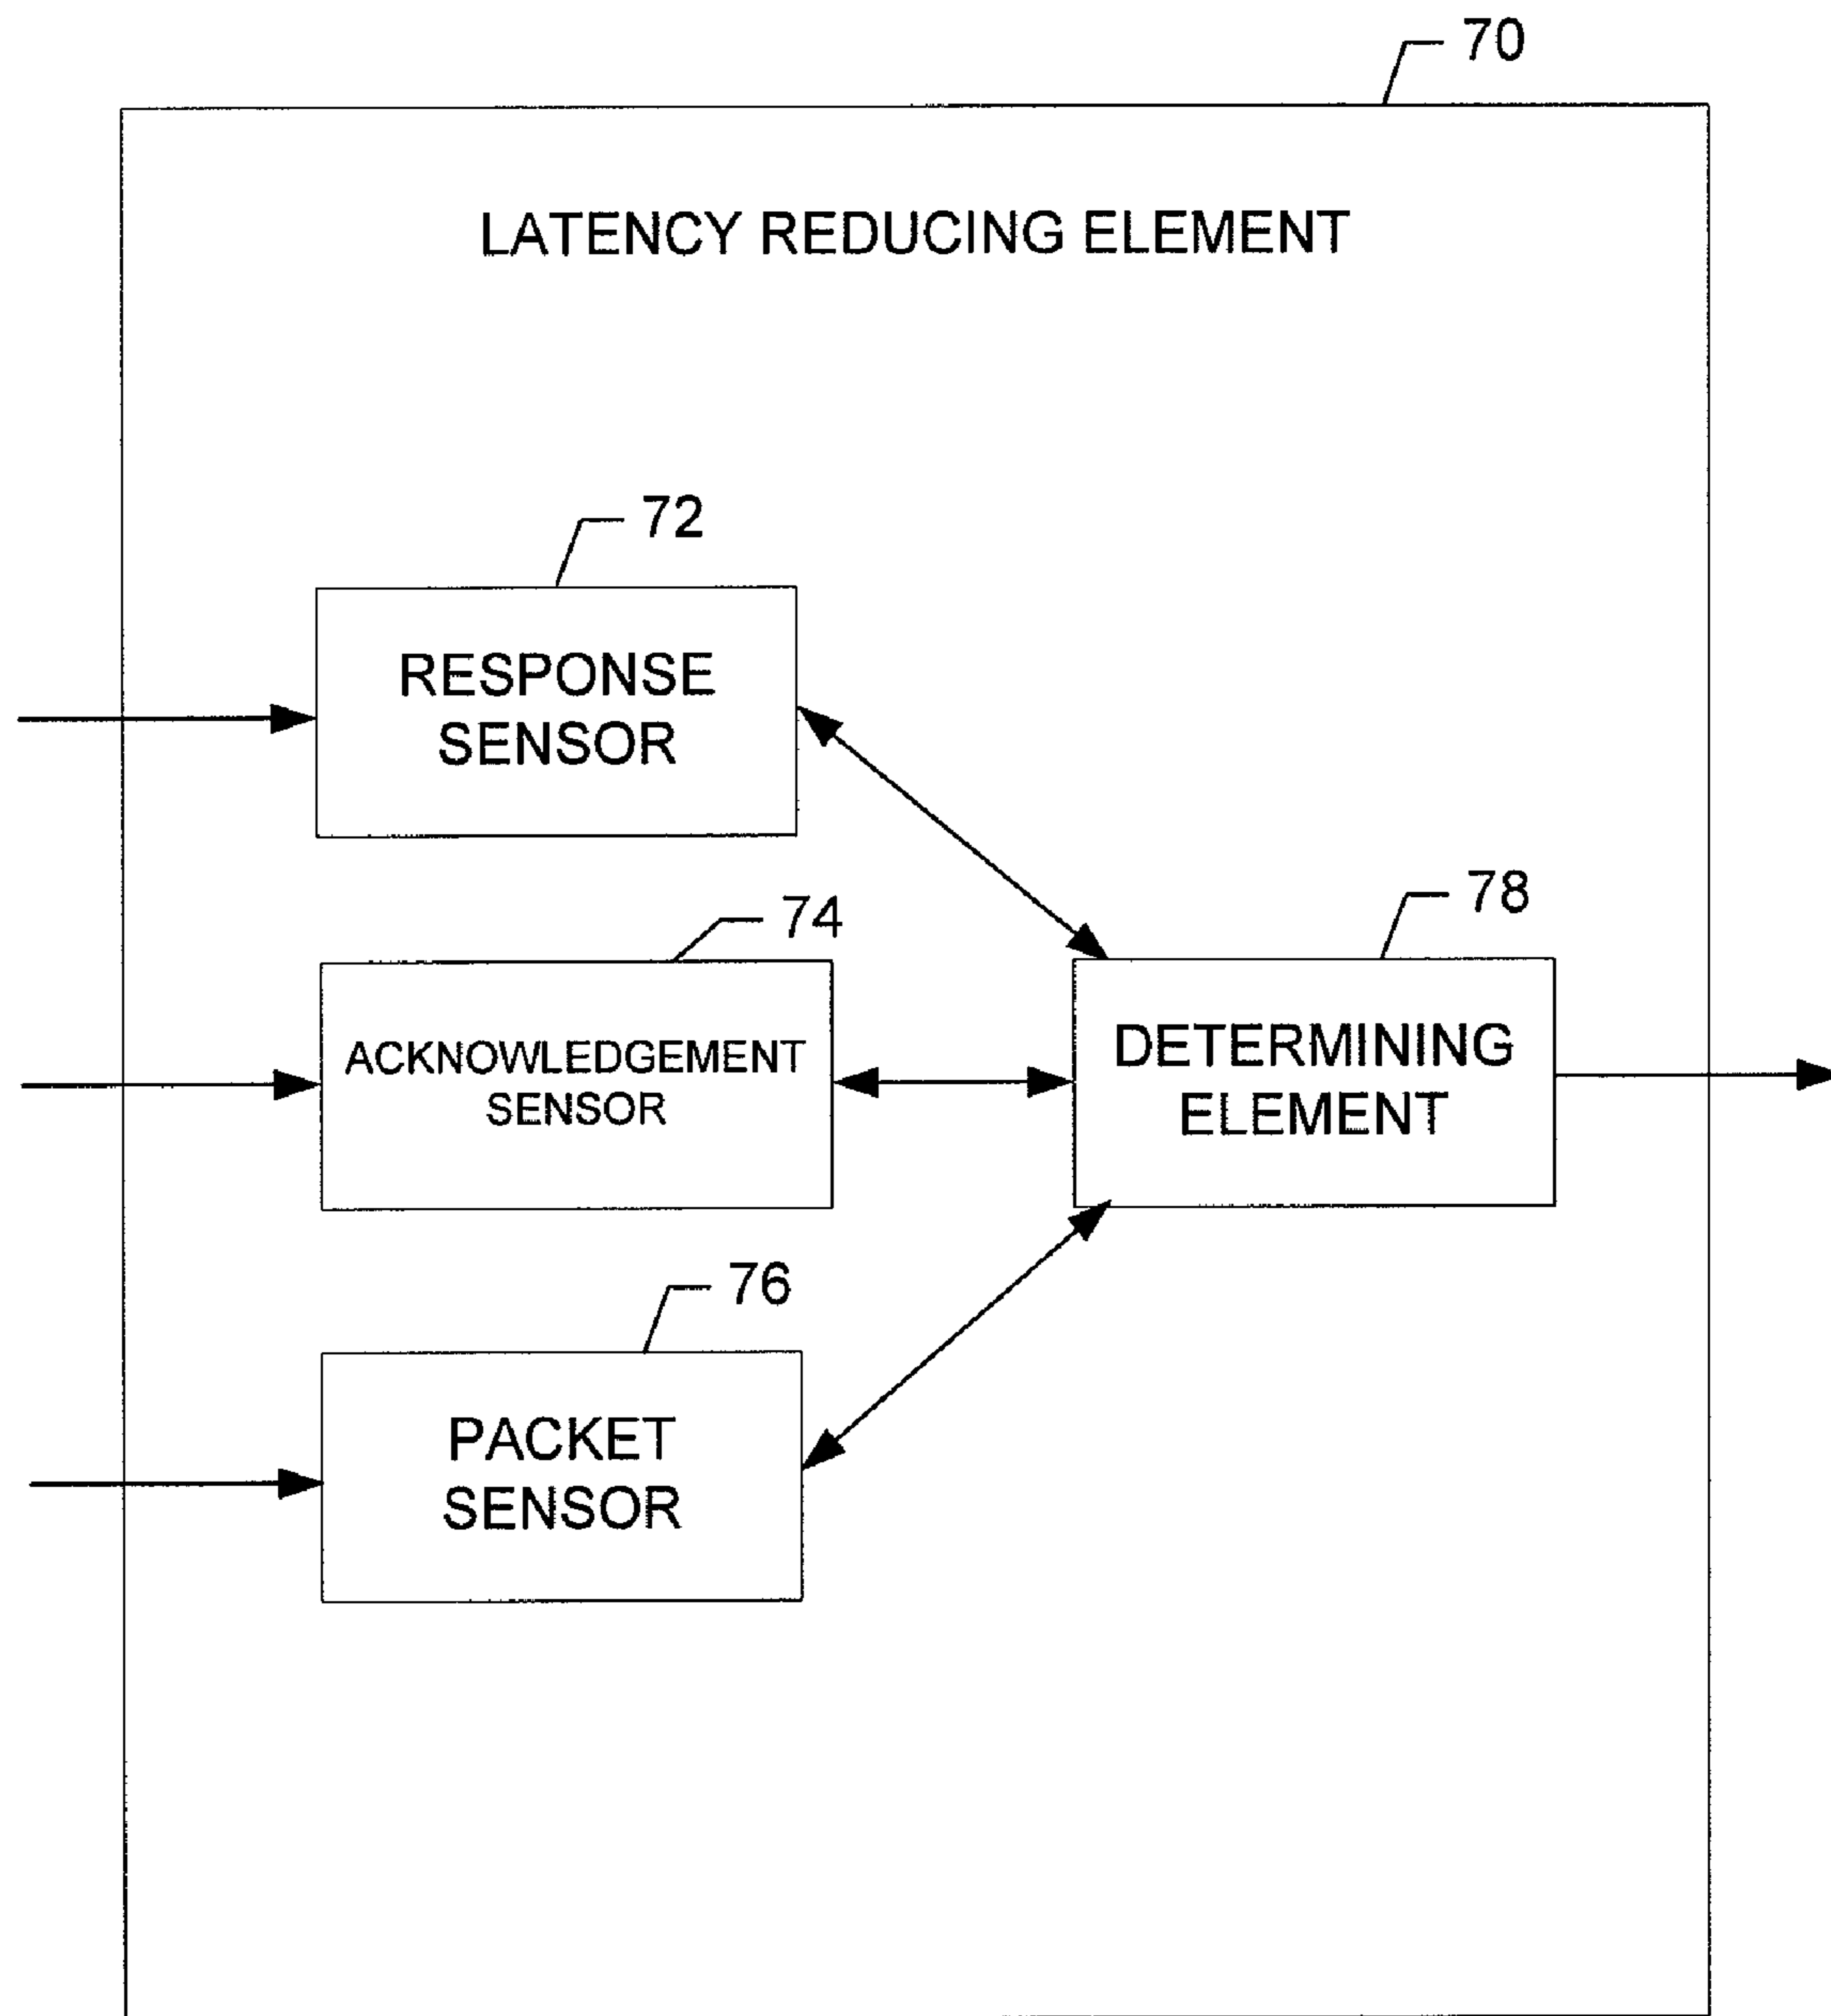 70
LATENCY REDUCING ELEMENT
72
RESPONSE
SENSOR
74
78
ACKNOWLEDGEMENT
SENSOR
DETERMINING
ELEMENT
76
PACKET
SENSOR